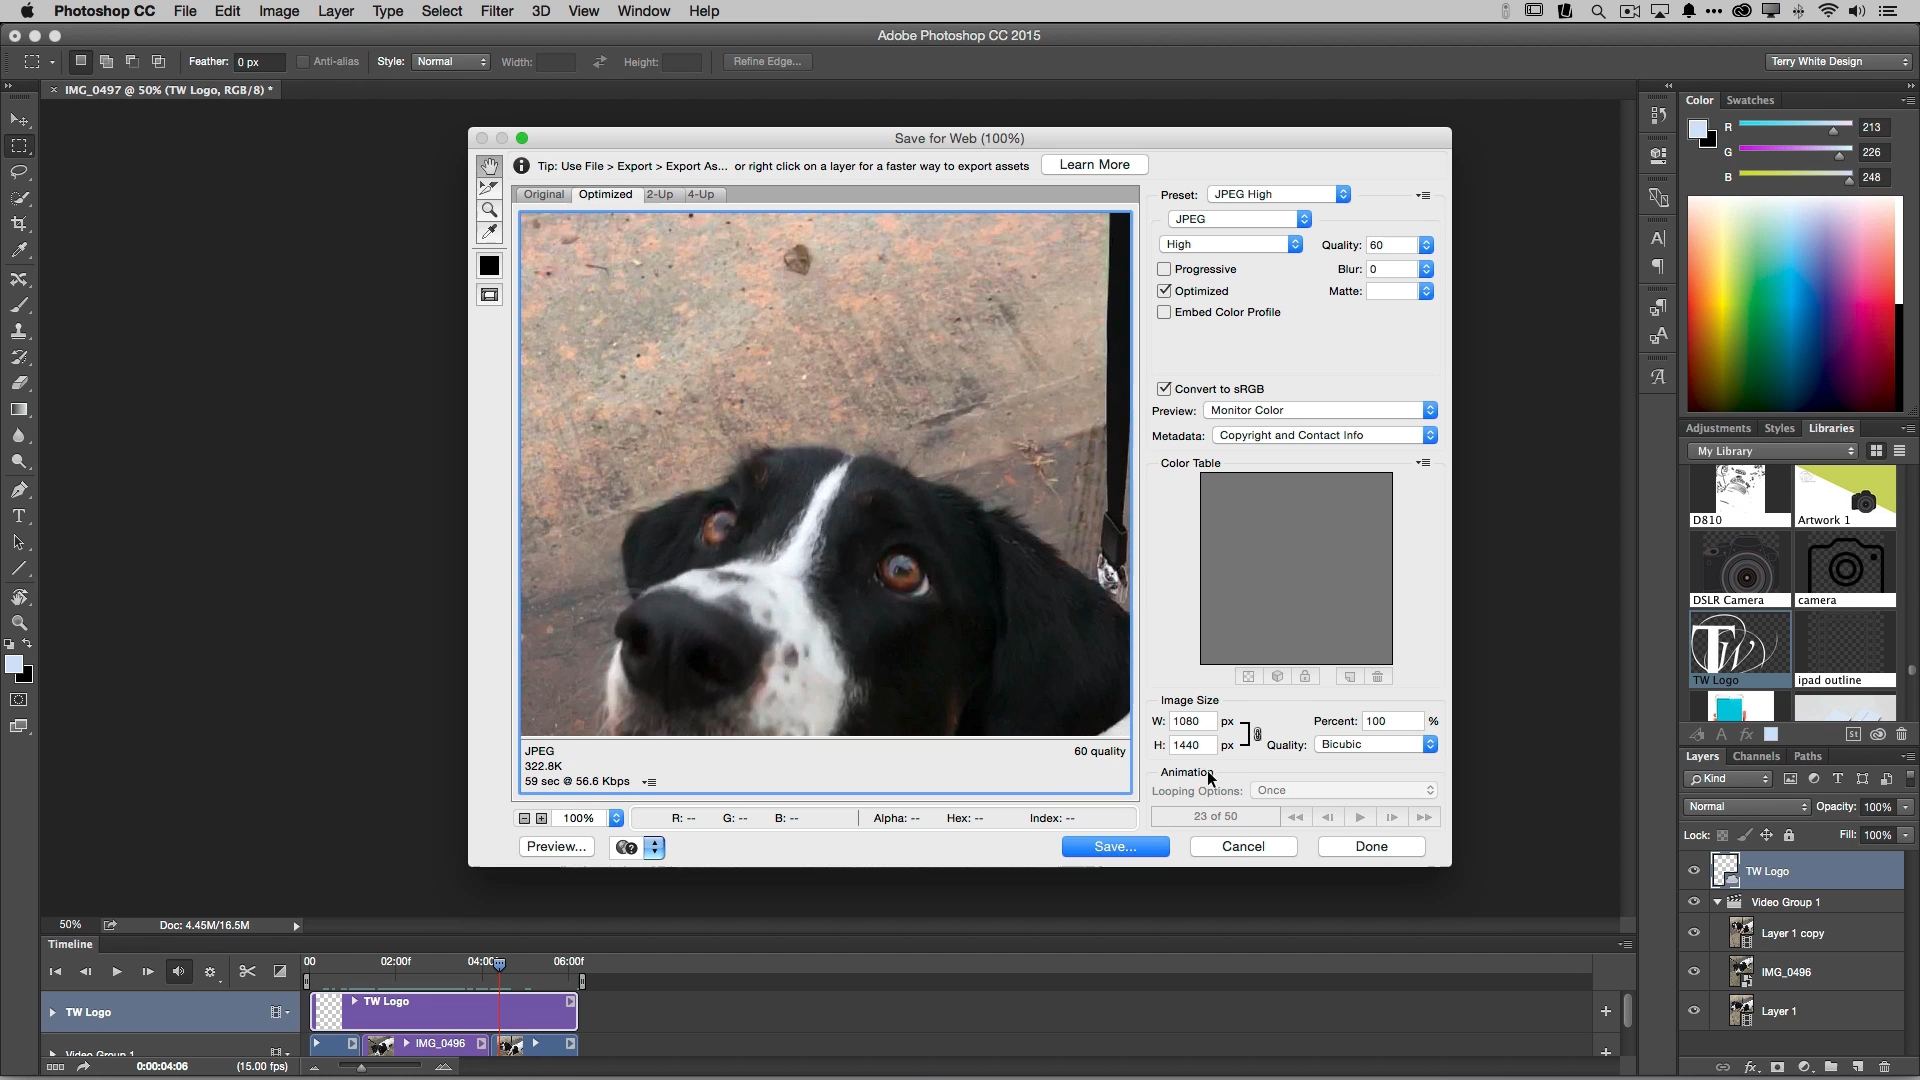 Photoshop CC File Edit Image Layer Type Select Filter 3D View Window Help
Adobe Photoshop CC 2015
Feather: 0 px Anti-alias Style: Normal Width: Height: Refine Edge... Terry White Design
× IMG_0497 @ 50% (TW Logo, RGB/8) *
Save for Web (100%)
Tip: Use File > Export > Export As... or right click on a layer for a faster way to export assets Learn More
Original Optimized 2-Up 4-Up
Preset: JPEG High
JPEG
High Quality: 60
Progressive Blur: 0
Optimized Matte:
Embed Color Profile
Convert to sRGB
Preview: Monitor Color
Metadata: Copyright and Contact Info
Color Table
Image Size
W: 1080 px Percent: 100 %
H: 1440 px Quality: Bicubic
Animation
Looping Options: Once
23 of 50
JPEG 60 quality
322.8K
59 sec @ 56.6 Kbps
100% R: -- G: -- B: -- Alpha: -- Hex: -- Index: --
Preview... Save... Cancel Done
Color Swatches
R 213
G 226
B 248
Adjustments Styles Libraries
My Library
D810 Artwork 1
DSLR Camera camera
TW Logo ipad outline
Layers Channels Paths
Kind
Normal Opacity: 100%
Lock: Fill: 100%
TW Logo
Video Group 1
Layer 1 copy
IMG_0496
Layer 1
50% Doc: 4.45M/16.5M
Timeline
00 02:00f 04:00f 06:00f
TW Logo TW Logo
Video Group 1 IMG_0496
0:00:04:06 (15.00 fps)